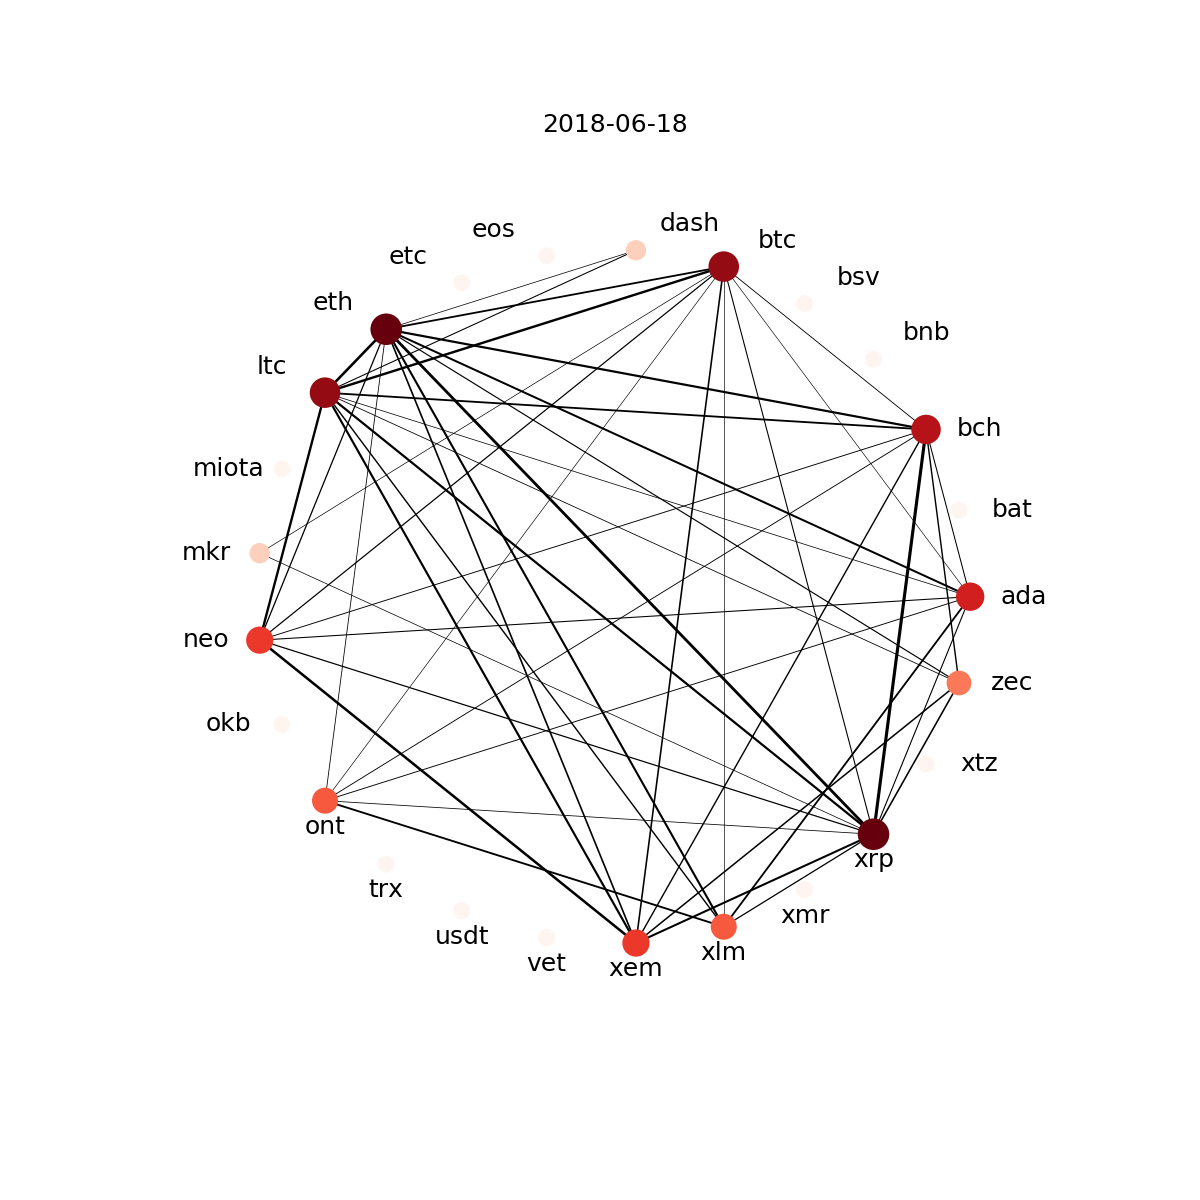 2018-06-18
dash
eos
btc
etc
bsv
eth
bnb
ltc
bch
miota
bat
mkr
ada
neo
zec
okb
xtz
ont
xrp
trx
xmr
usdt
xlm
vet
xem